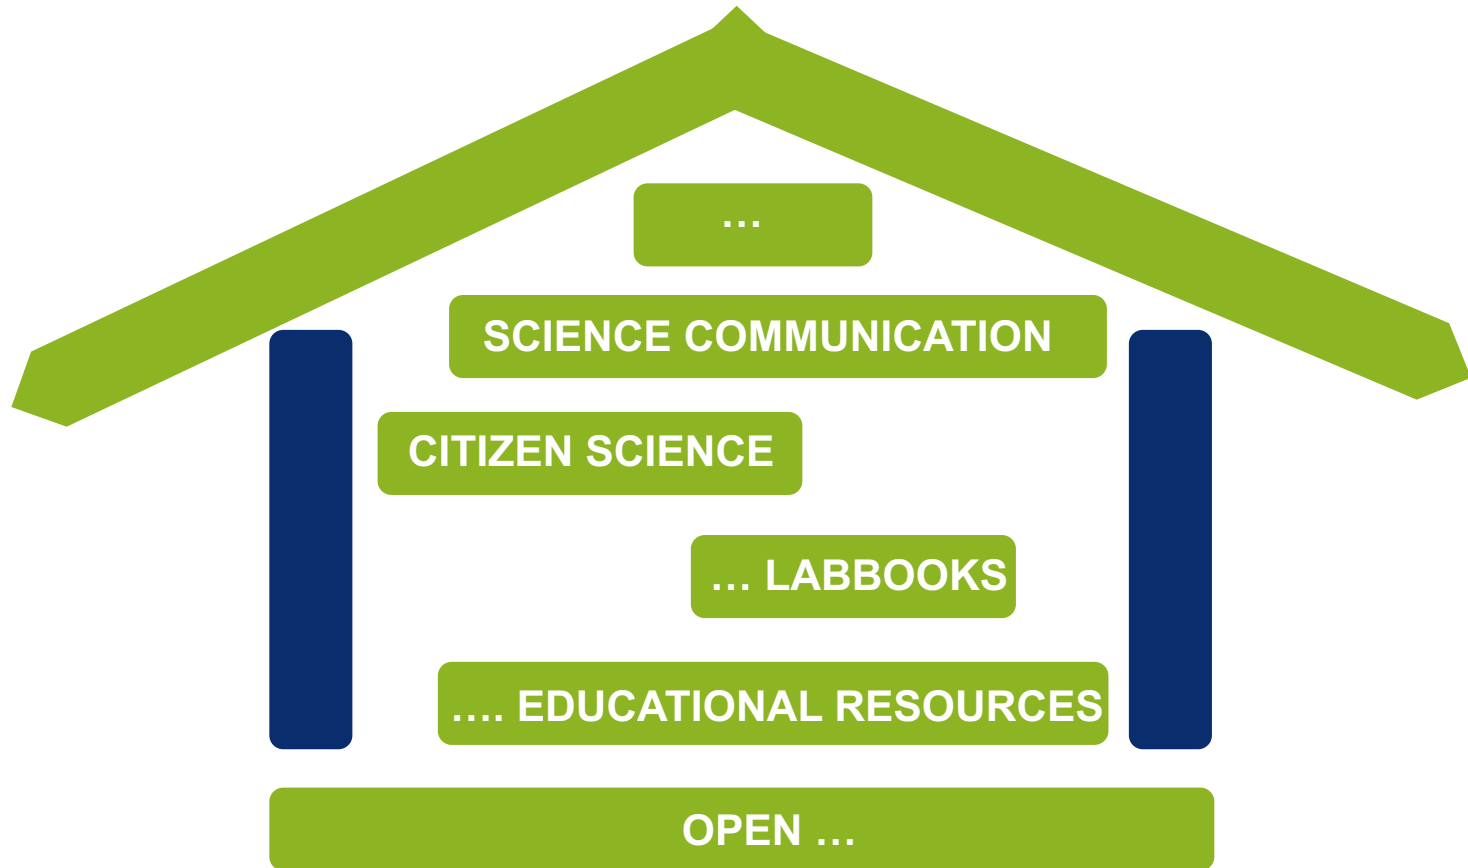 …
SCIENCE COMMUNICATION
CITIZEN SCIENCE
… LABBOOKS
…. EDUCATIONAL RESOURCES
OPEN …